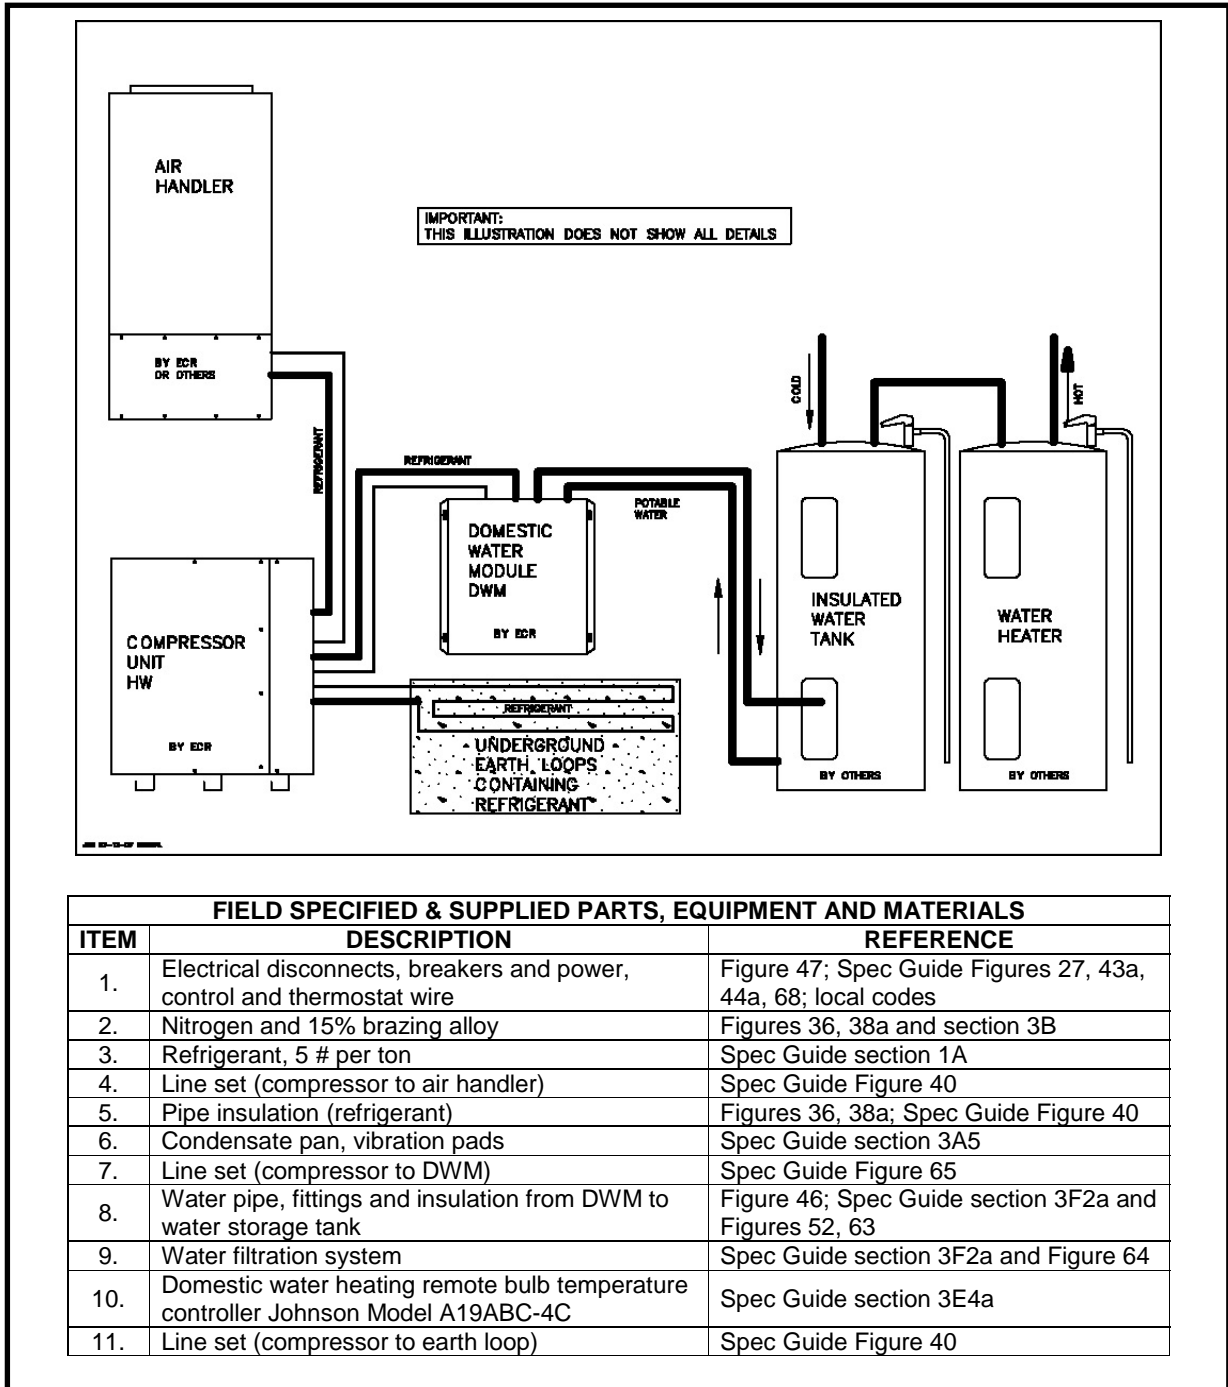 AIR
HANDLER
IMPORTANT:
THIS ILLUSTRATION DOES NOT SHOW ALL DETAILS
BY ECR
OR OTHERS
REFRIGERANT
COLD
HOT
REFRIGERANT
POTABLE
WATER
DOMESTIC
WATER
MODULE
DWM
BY ECR
INSULATED
WATER
TANK
WATER
HEATER
COMPRESSOR
UNIT
HW
BY ECR
REFRIGERANT
UNDERGROUND
EARTH LOOPS
CONTAINING
REFRIGERANT
BY OTHERS
BY OTHERS
FIELD SPECIFIED & SUPPLIED PARTS, EQUIPMENT AND MATERIALS
ITEM DESCRIPTION REFERENCE
1. Electrical disconnects, breakers and power, control and thermostat wire Figure 47; Spec Guide Figures 27, 43a, 44a, 68; local codes
2. Nitrogen and 15% brazing alloy Figures 36, 38a and section 3B
3. Refrigerant, 5 # per ton Spec Guide section 1A
4. Line set (compressor to air handler) Spec Guide Figure 40
5. Pipe insulation (refrigerant) Figures 36, 38a; Spec Guide Figure 40
6. Condensate pan, vibration pads Spec Guide section 3A5
7. Line set (compressor to DWM) Spec Guide Figure 65
8. Water pipe, fittings and insulation from DWM to water storage tank Figure 46; Spec Guide section 3F2a and Figures 52, 63
9. Water filtration system Spec Guide section 3F2a and Figure 64
10. Domestic water heating remote bulb temperature controller Johnson Model A19ABC-4C Spec Guide section 3E4a
11. Line set (compressor to earth loop) Spec Guide Figure 40